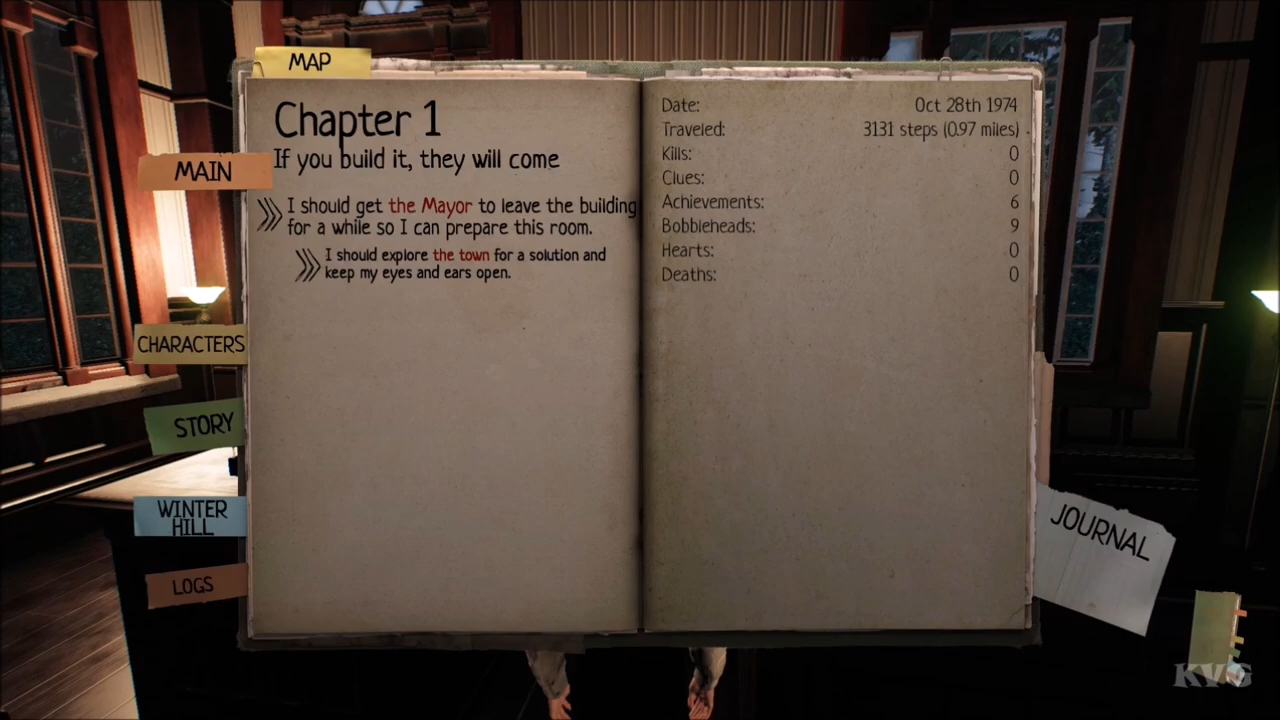 MAP
Chapter 1
If you build it, they will come
MAIN
I should get the Mayor to leave the building
for a while so I can prepare this room.
I should explore the town for a solution and
keep my eyes and ears open.
CHARACTERS
STORY
WINTER
HILL
LOGS
Date: Oct 28th 1974
Traveled: 3131 steps (0.97 miles)
Kills: 0
Clues: 0
Achievements: 6
Bobbleheads: 9
Hearts: 0
Deaths: 0
JOURNAL
KVG